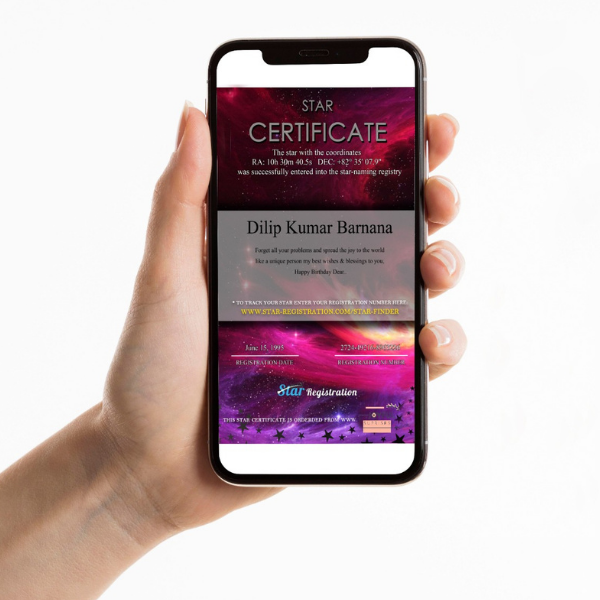 STAR
CERTIFICATE
The star with the coordinates
RA: 10h 30m 40.5s DEC: +82° 35' 07.9"
was successfully entered into the star-naming registry
Dilip Kumar Barnana
Forget all your problems and spread the joy to the world
like a unique person my best wishes & blessings to you,
Happy Birthday Dear.
* TO TRACK YOUR STAR ENTER YOUR REGISTRATION NUMBER HERE
WWW.STAR-REGISTRATION.COM/STAR-FINDER
June 15, 1995
REGISTRATION DATE
REGISTRATION NUMBER
Star Registration
THIS STAR CERTIFICATE IS ORDERDED FROM WWW.